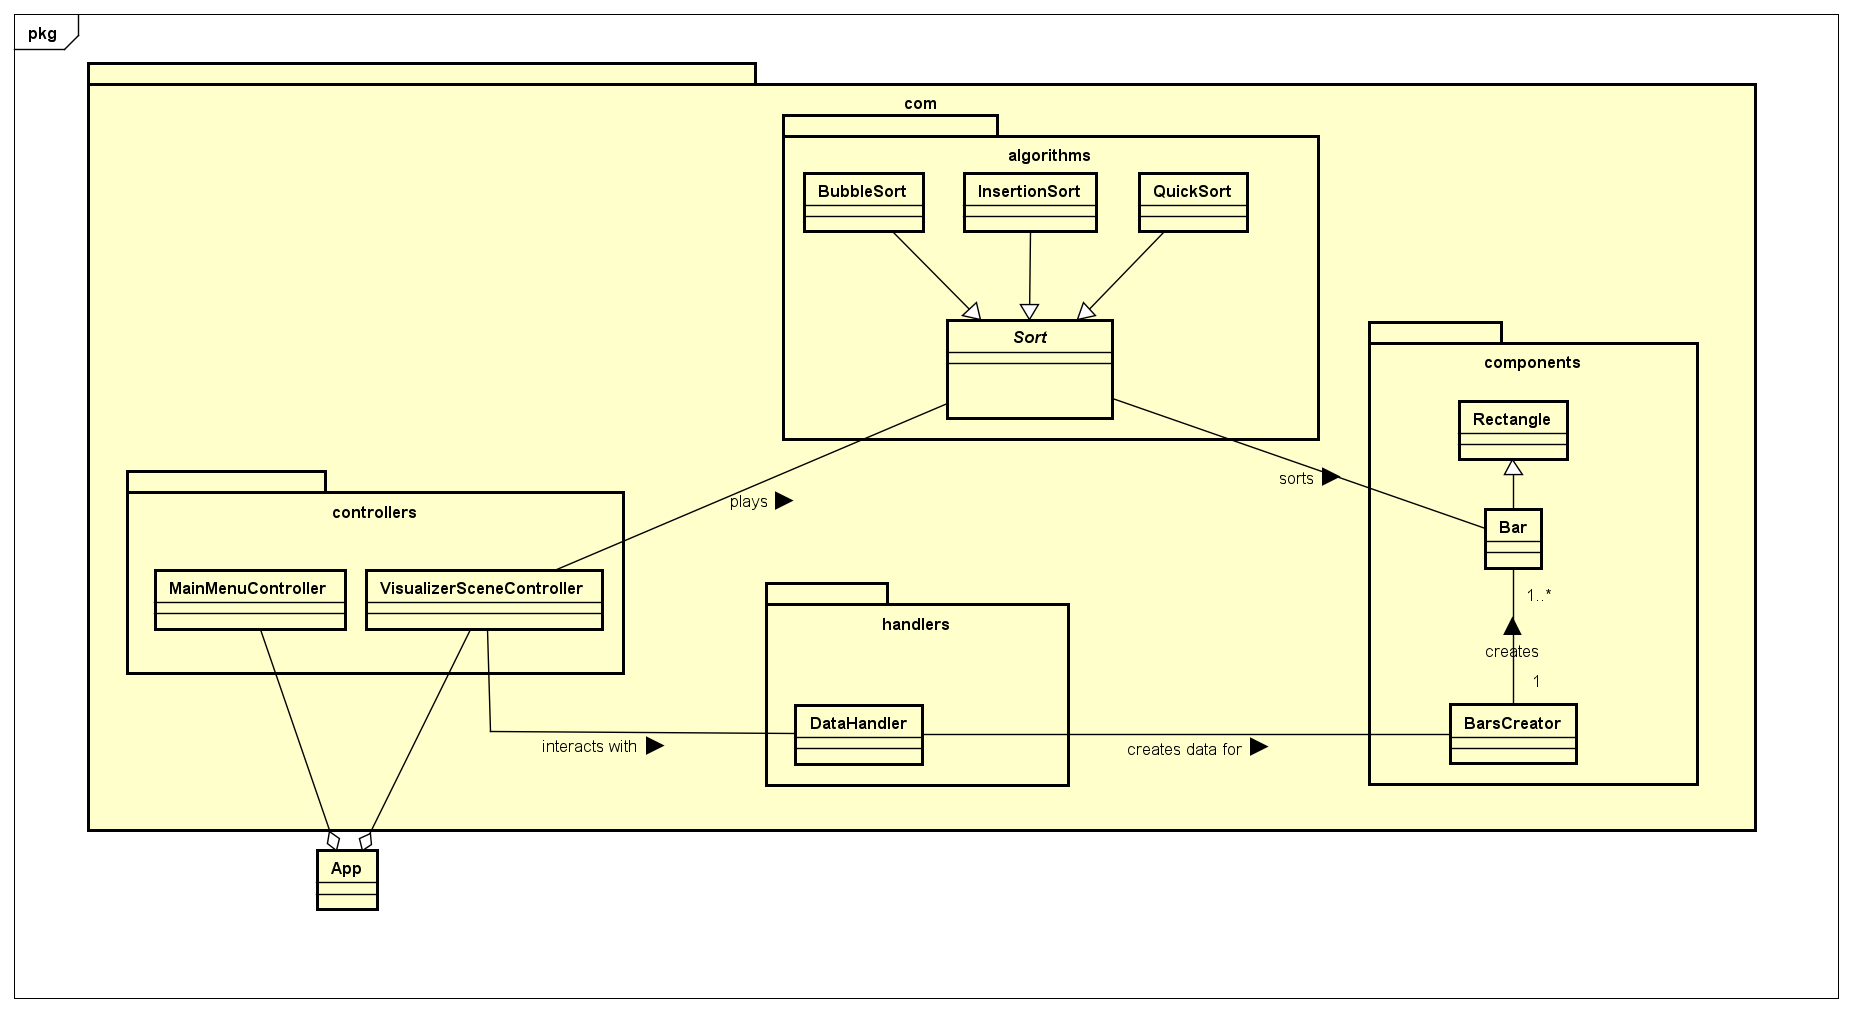 pkg
com
algorithms
BubbleSort
InsertionSort
QuickSort
Sort
components
Rectangle
sorts
plays
controllers
Bar
MainMenuController
VisualizerSceneController
1..*
handlers
creates
1
DataHandler
BarsCreator
interacts with
creates data for
App